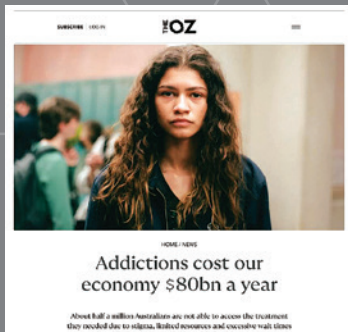 SUBSCRIBE | LOG IN
THE OZ
HOME / NEWS
Addictions cost our
economy $80bn a year
About half a million Australians are not able to access the treatment
they needed due to stigma, limited resources and excessive wait times